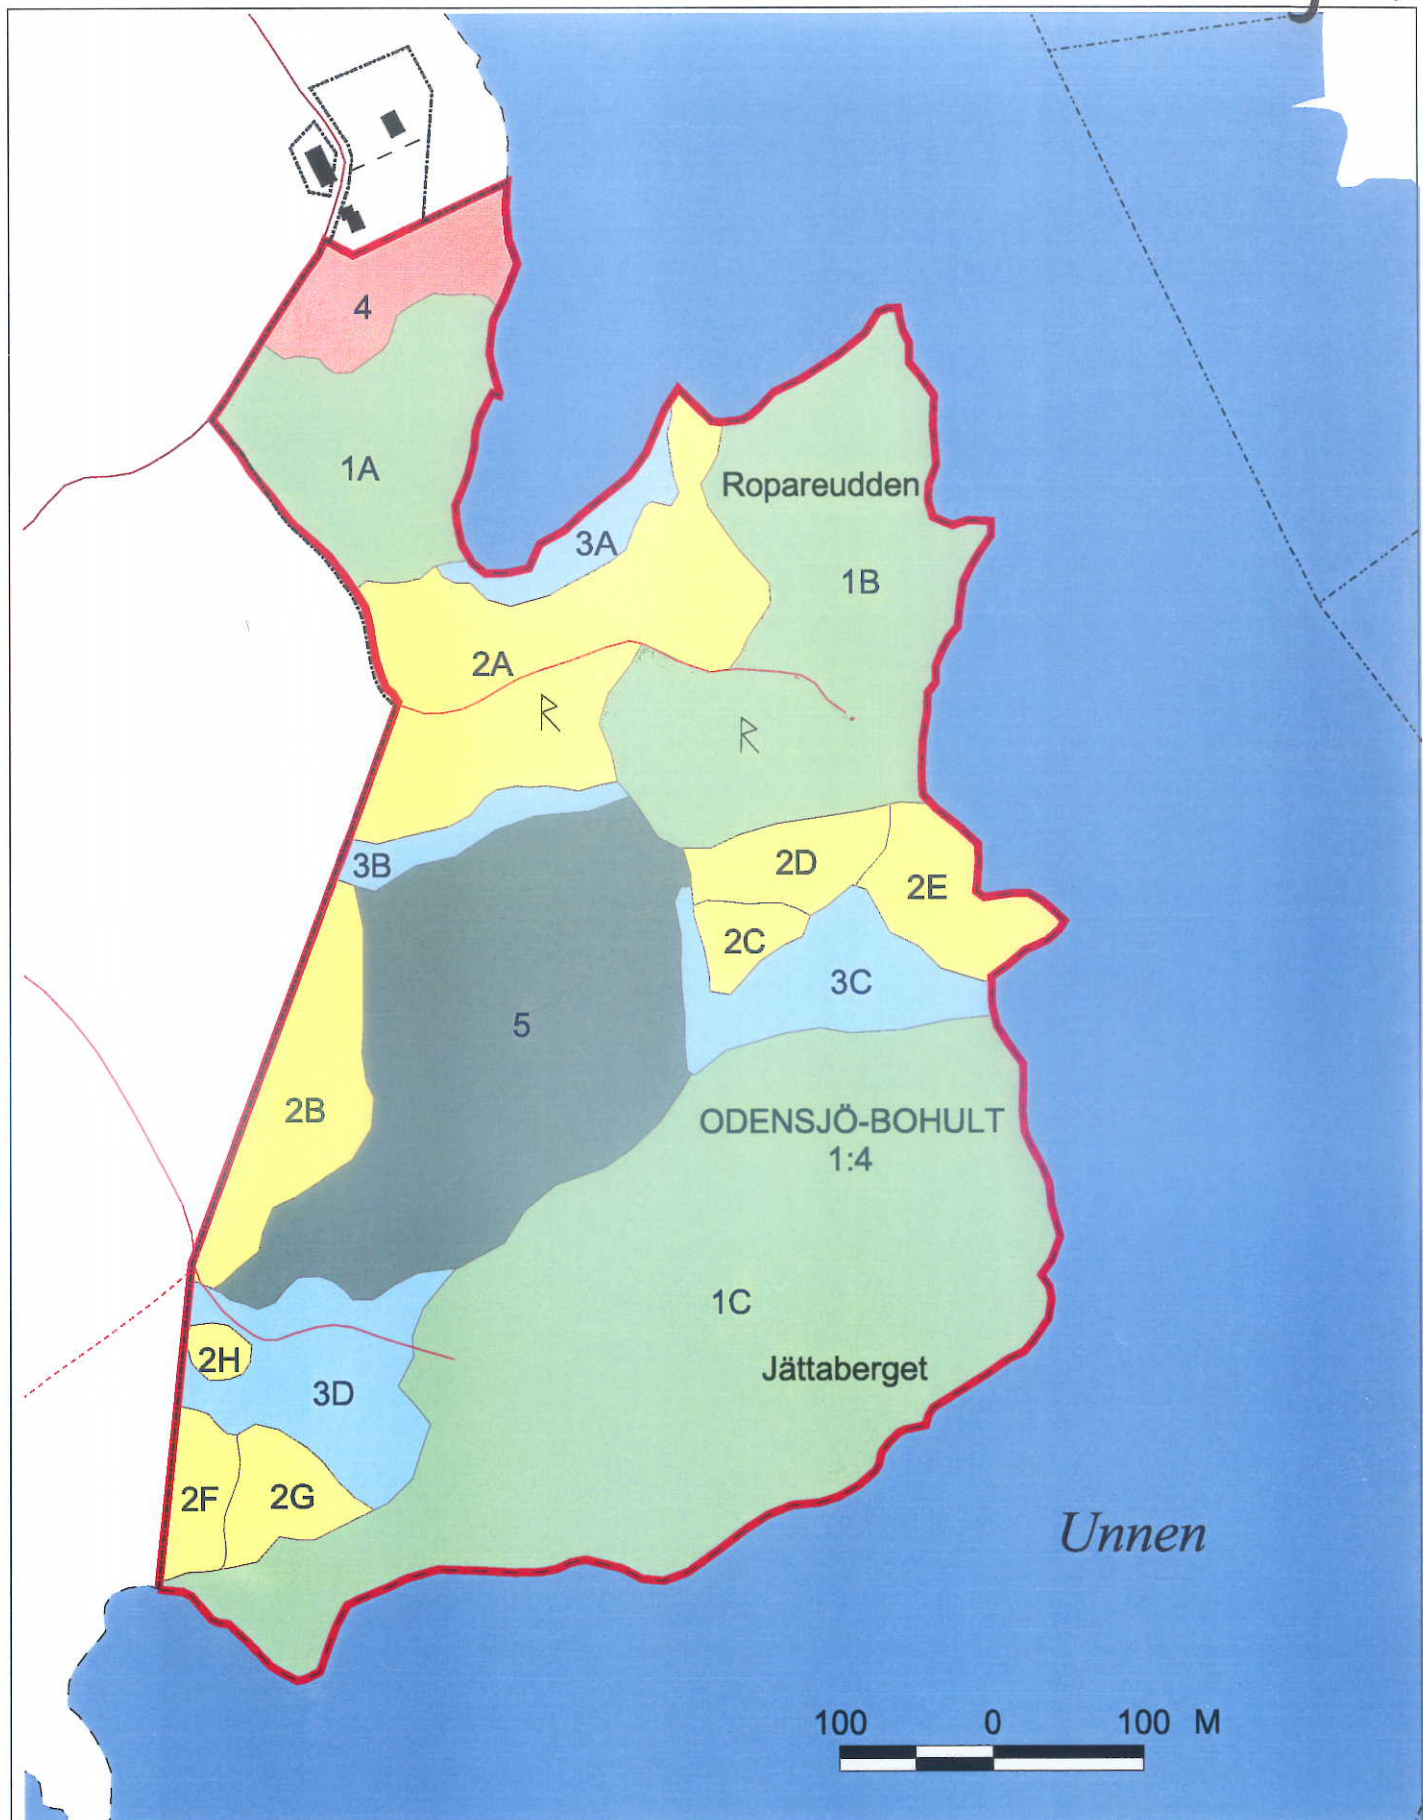 4
1A
Ropareudden
3A
1B
2A
R
R
3B
2D
2E
2C
3C
5
2B
ODENSJÖ-BOHULT
1:4
1C
2H
Jättaberget
3D
2F
2G
Unnen
100 0 100 M